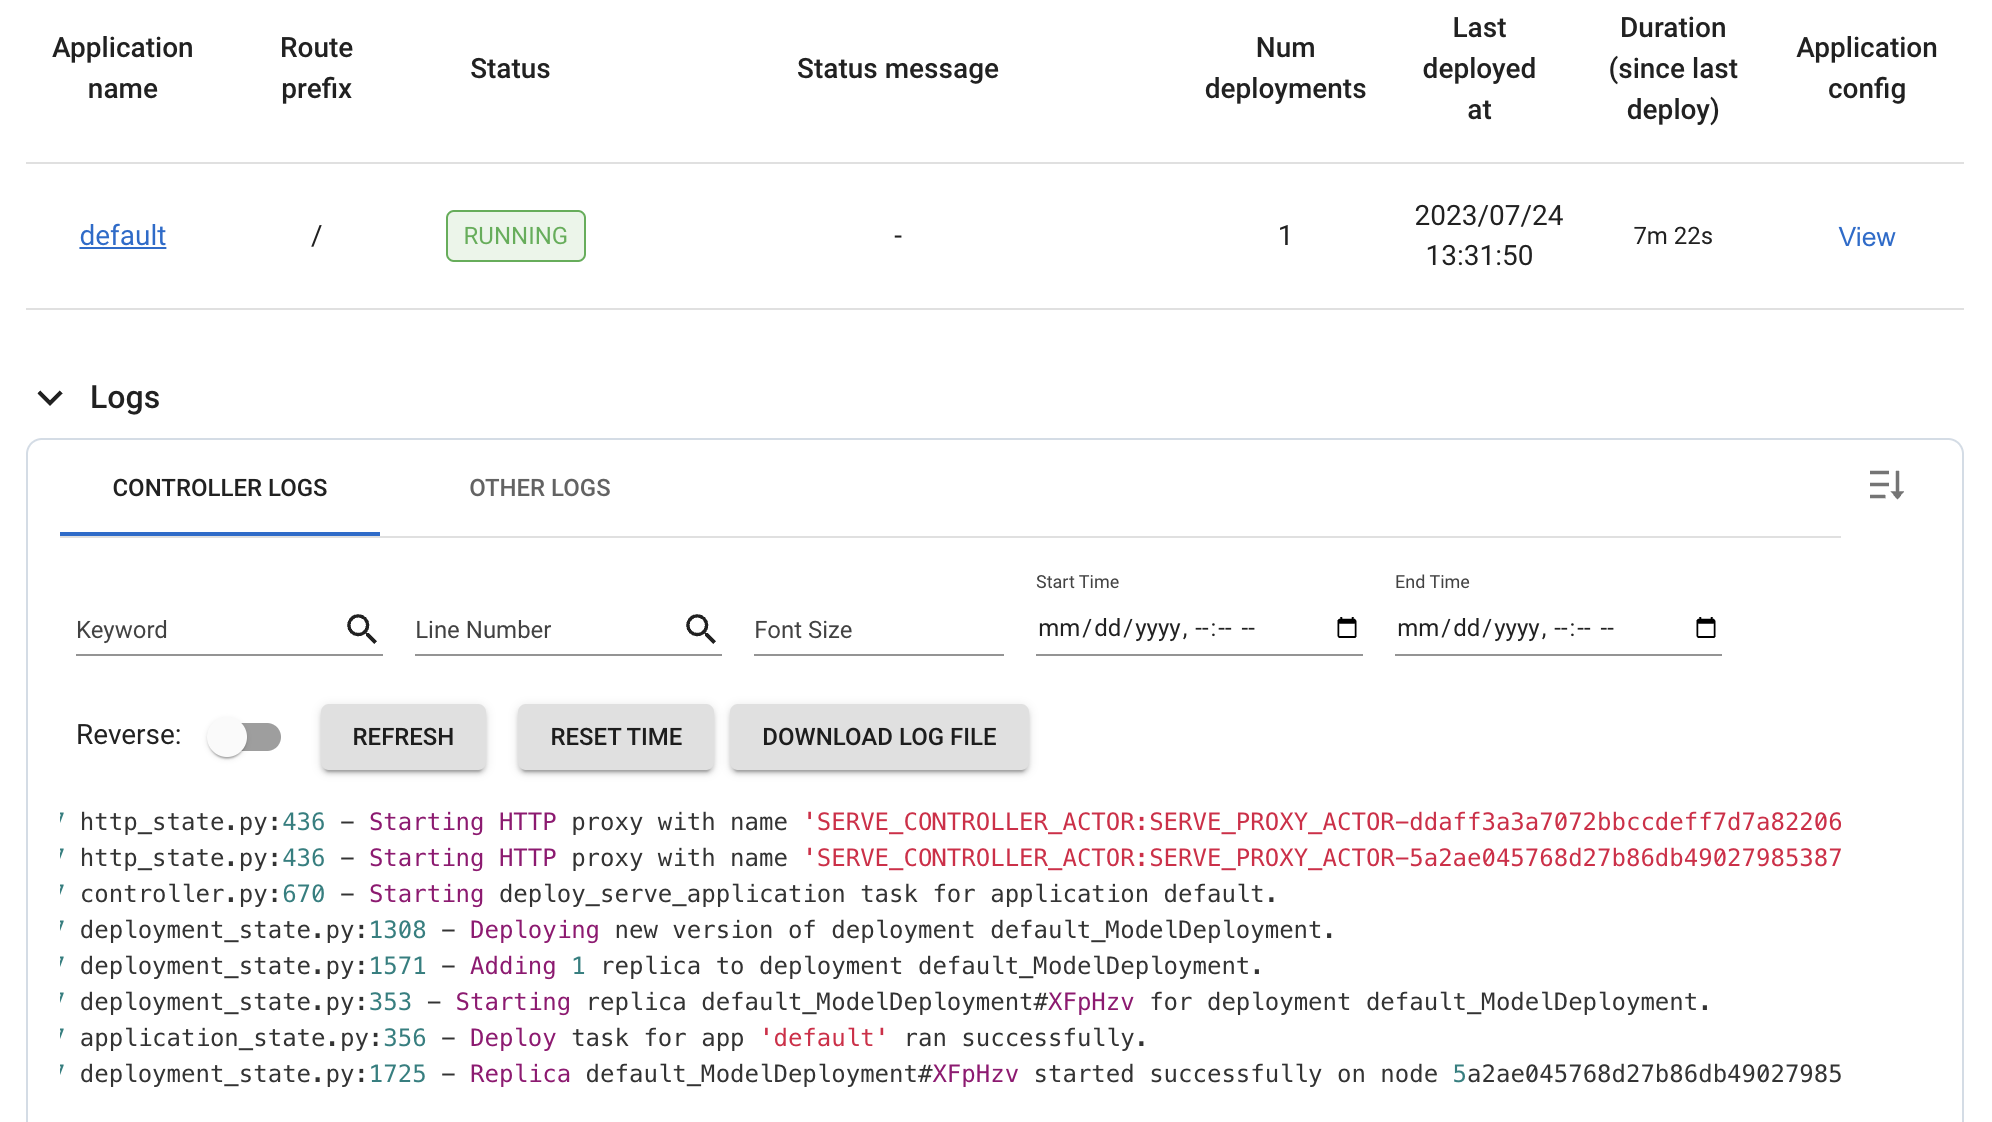 Application name
Route prefix
Status
Status message
Num deployments
Last deployed at
Duration (since last deploy)
Application config
default
/
RUNNING
-
1
2023/07/24 13:31:50
7m 22s
View
Logs
CONTROLLER LOGS
OTHER LOGS
Keyword
Line Number
Font Size
Start Time
mm/dd/yyyy, --:-- --
End Time
mm/dd/yyyy, --:-- --
Reverse:
REFRESH
RESET TIME
DOWNLOAD LOG FILE
http_state.py:436 - Starting HTTP proxy with name 'SERVE_CONTROLLER_ACTOR:SERVE_PROXY_ACTOR-ddaff3a3a7072bbccdeff7d7a82206
http_state.py:436 - Starting HTTP proxy with name 'SERVE_CONTROLLER_ACTOR:SERVE_PROXY_ACTOR-5a2ae045768d27b86db49027985387
controller.py:670 - Starting deploy_serve_application task for application default.
deployment_state.py:1308 - Deploying new version of deployment default_ModelDeployment.
deployment_state.py:1571 - Adding 1 replica to deployment default_ModelDeployment.
deployment_state.py:353 - Starting replica default_ModelDeployment#XFpHzv for deployment default_ModelDeployment.
application_state.py:356 - Deploy task for app 'default' ran successfully.
deployment_state.py:1725 - Replica default_ModelDeployment#XFpHzv started successfully on node 5a2ae045768d27b86db49027985